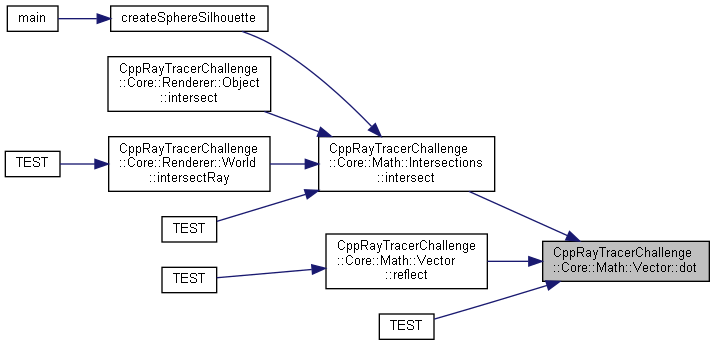 main
createSphereSilhouette
CppRayTracerChallenge
::Core::Renderer::Object
::intersect
TEST
CppRayTracerChallenge
::Core::Renderer::World
::intersectRay
CppRayTracerChallenge
::Core::Math::Intersections
::intersect
TEST
TEST
CppRayTracerChallenge
::Core::Math::Vector
::reflect
CppRayTracerChallenge
::Core::Math::Vector::dot
TEST